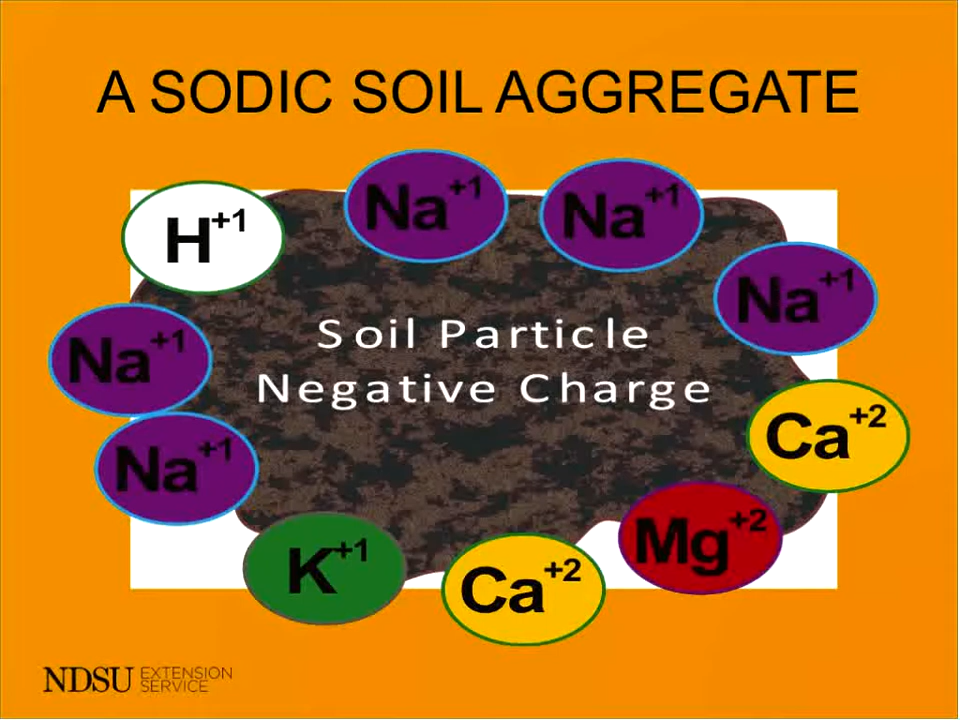 A SODIC SOIL AGGREGATE
Na+1
Na+1
H+1
Na+1
Soil Particle
Negative Charge
Na+1
Ca+2
Na+1
Mg+2
K+1
Ca+2
NDSU EXTENSION
SERVICE